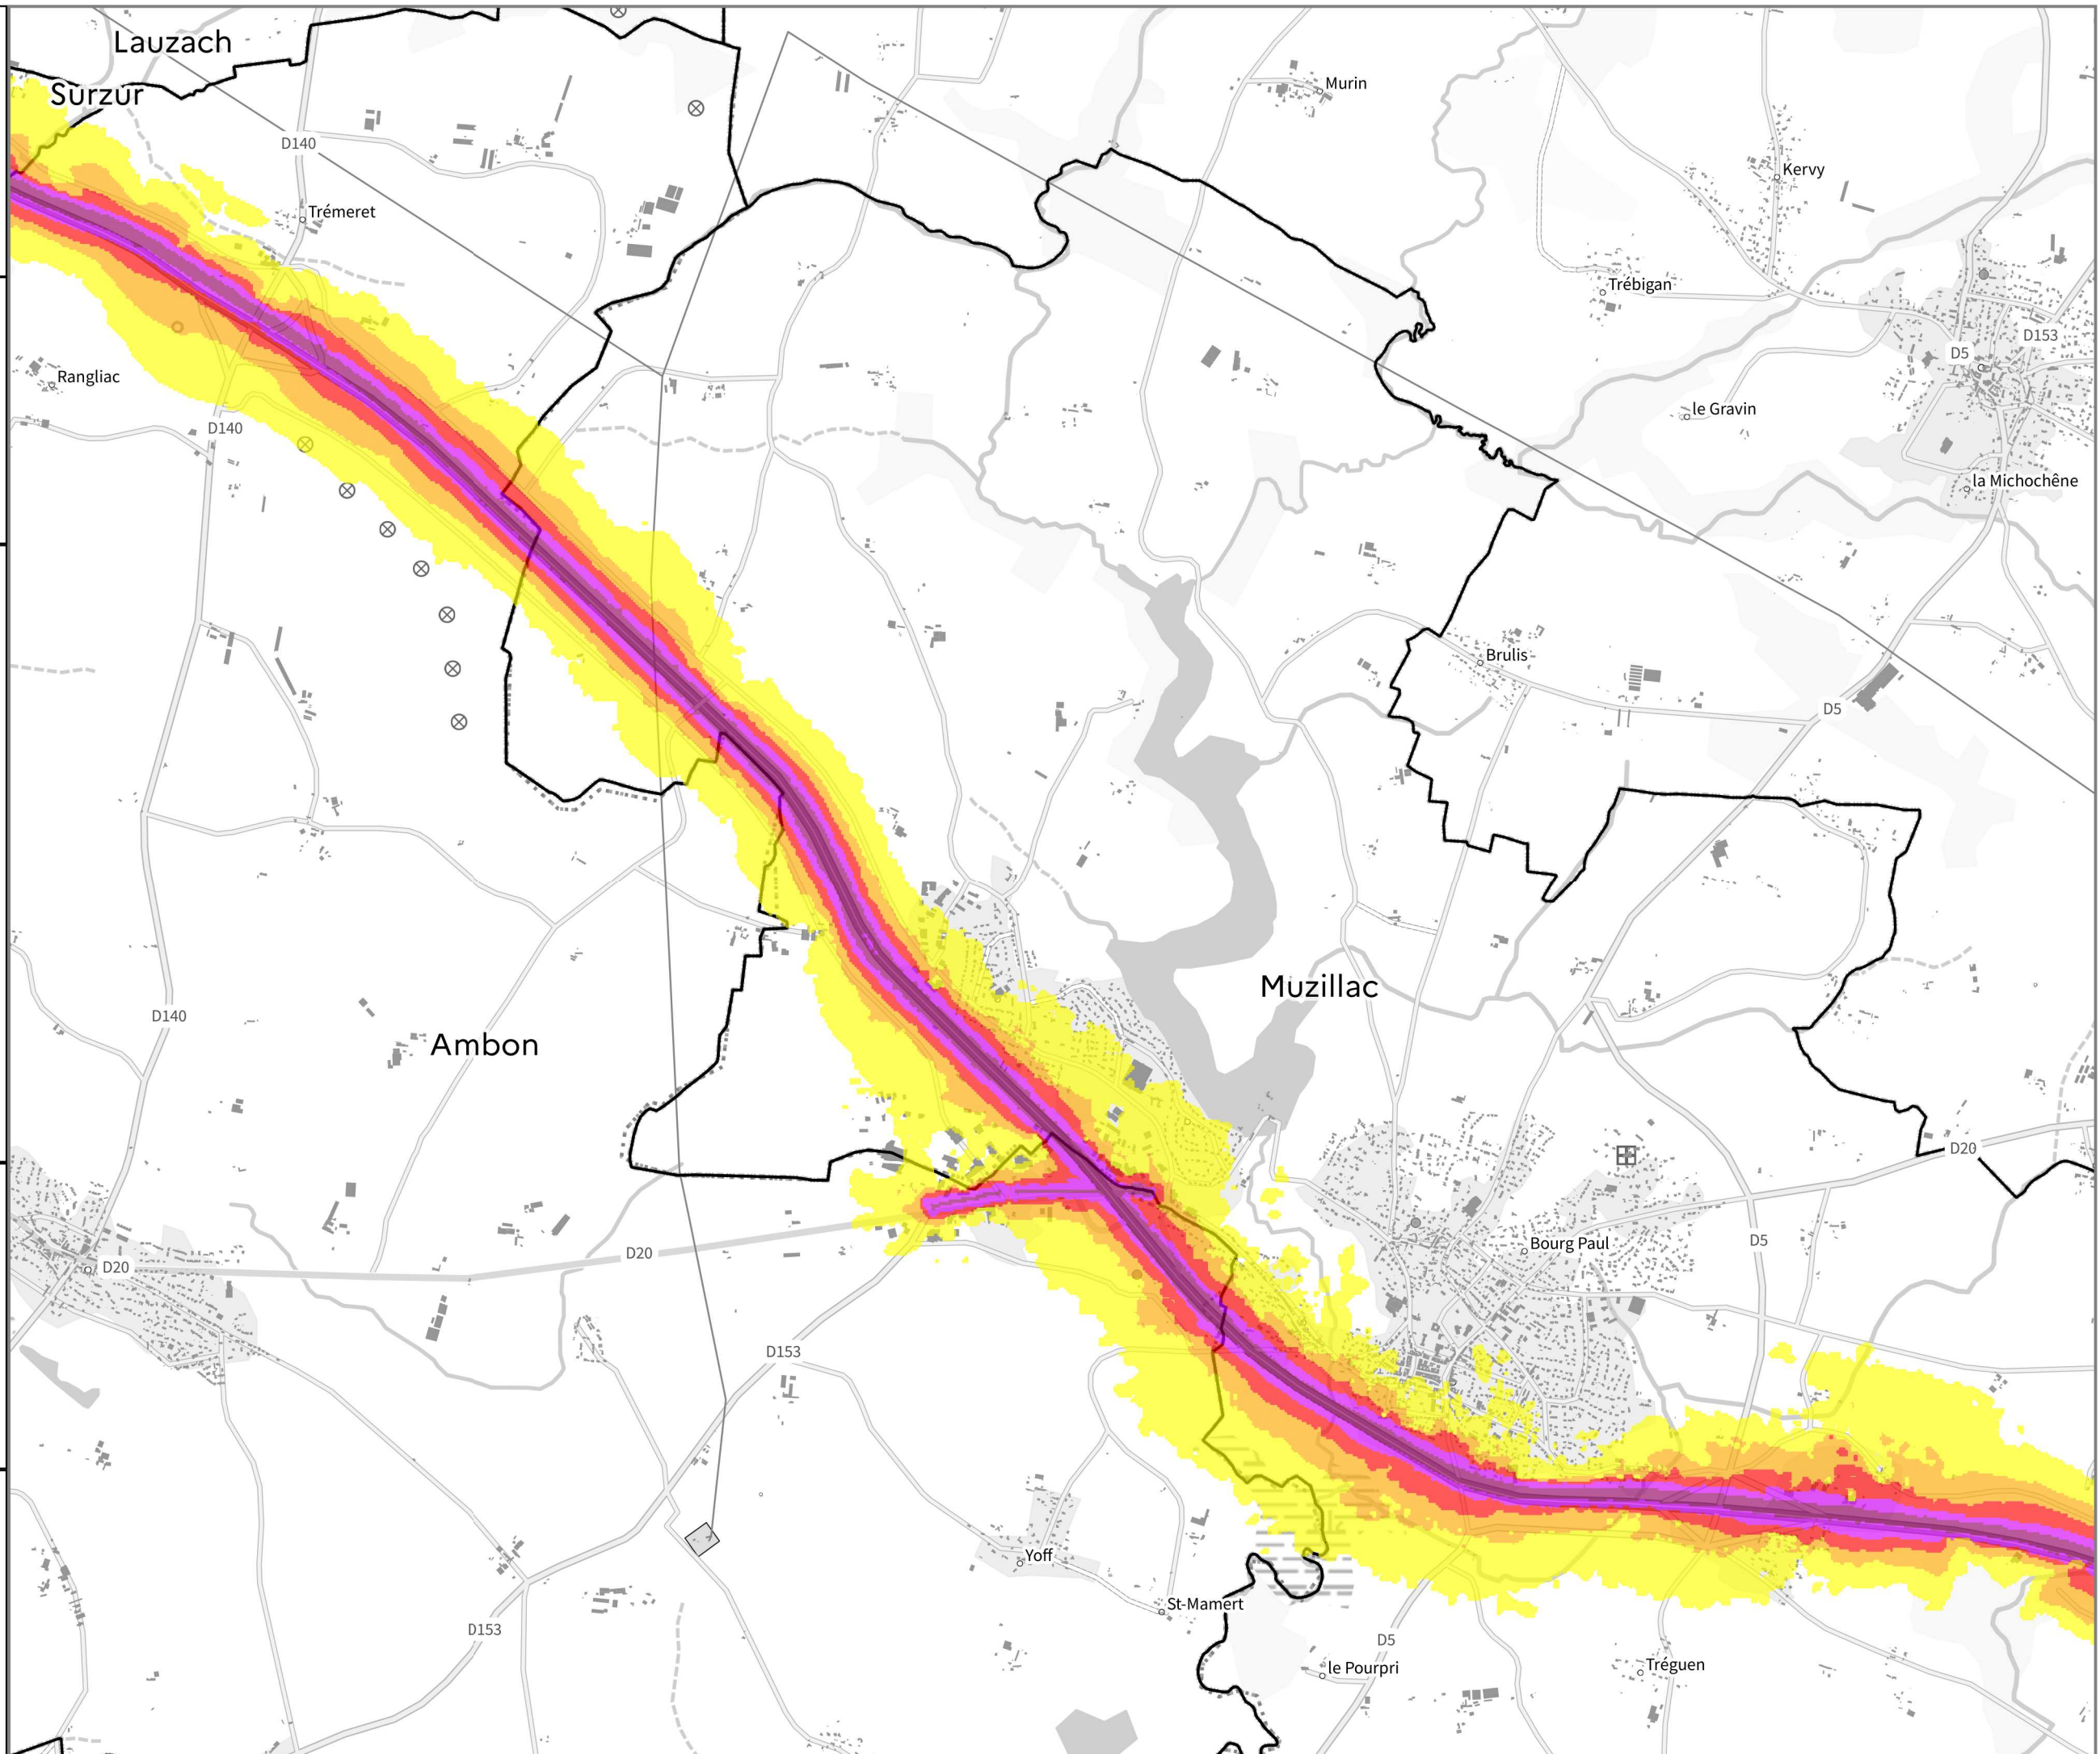 Lauzach
Murin
Surzur
D140
Kervy
Trémeret
Trébigan
D153
D5
Rangliac
le Gravin
D140
la Michochêne
Brulis
D5
Muzillac
D140
Ambon
D20
D5
Bourg Paul
D20
D20
D153
Yoff
St-Mamert
D153
D5
le Pourpri
Tréguen